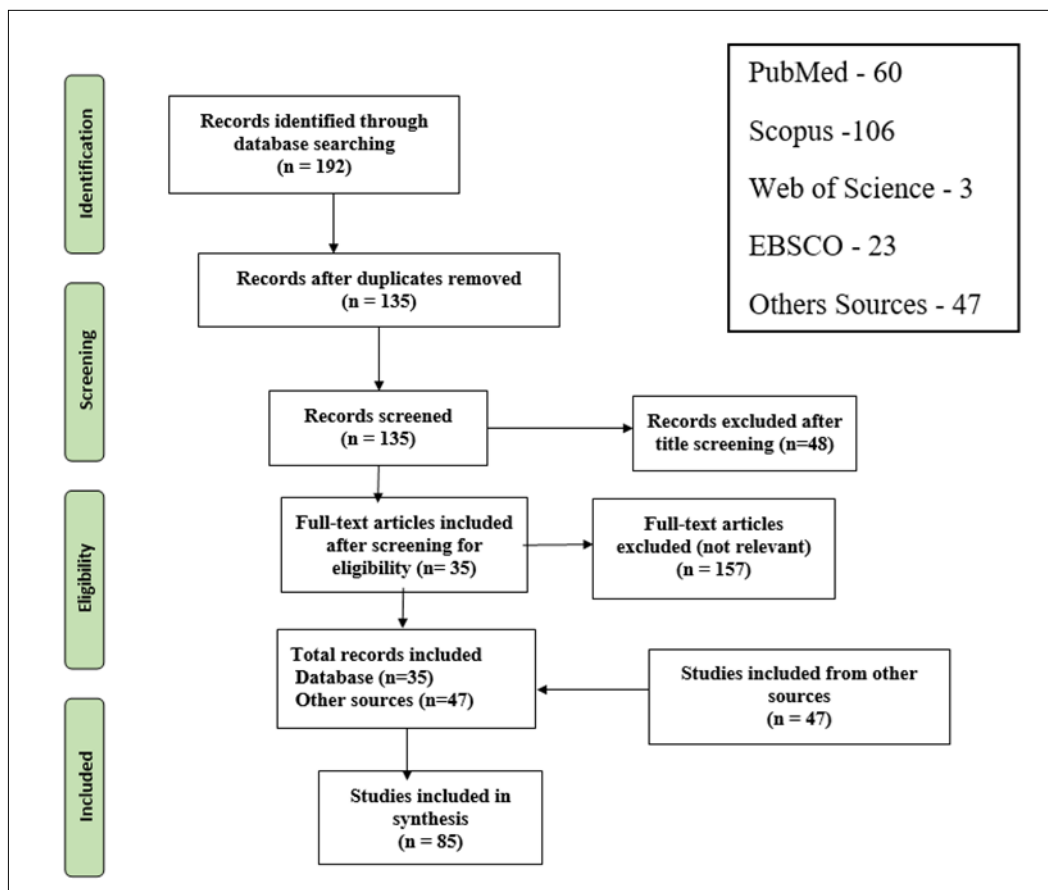 Identification
Records identified through
database searching
(n = 192)
PubMed - 60
Scopus -106
Web of Science - 3
EBSCO - 23
Others Sources - 47
Records after duplicates removed
(n = 135)
Screening
Records screened
(n = 135)
Records excluded after
title screening (n=48)
Eligibility
Full-text articles included
after screening for
eligibility (n= 35)
Full-text articles
excluded (not relevant)
(n = 157)
Total records included
Database (n=35)
Other sources (n=47)
Studies included from other
sources
(n = 47)
Included
Studies included in
synthesis
(n = 85)